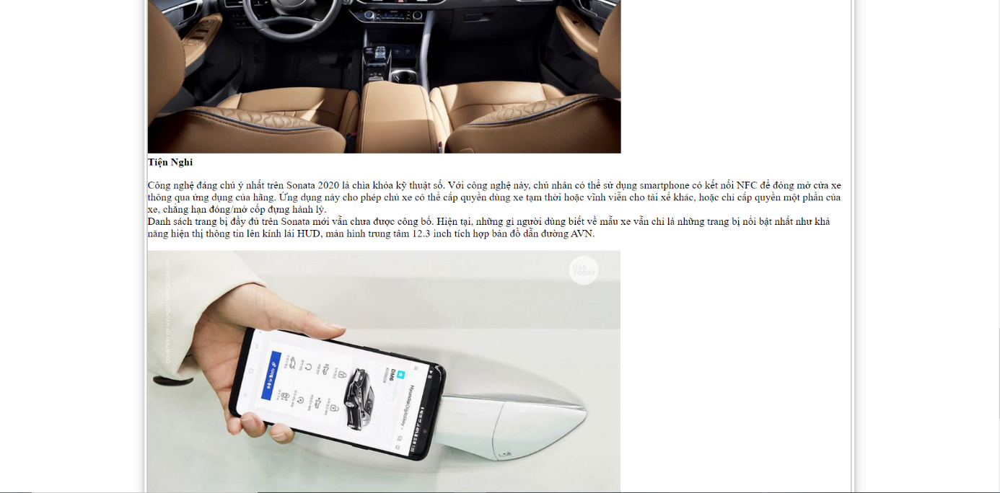 Tiện Nghi
Công nghệ đáng chú ý nhất trên Sonata 2020 là chìa khóa kỹ thuật số. Với công nghệ này, chủ nhân có thể sử dụng smartphone có kết nối NFC để đóng mở cửa xe
thông qua ứng dụng của hãng. Ứng dụng này cho phép chủ xe có thể cấp quyền dùng xe tạm thời hoặc vĩnh viễn cho tài xế khác, hoặc chỉ cấp quyền một phần của
xe, chẳng hạn đóng/mở cốp đựng hành lý.
Danh sách trang bị đầy đủ trên Sonata mới vẫn chưa được công bố. Hiện tại, những gì người dùng biết về mẫu xe vẫn chỉ là những trang bị nổi bật nhất như khả
năng hiện thị thông tin lên kính lái HUD, màn hình trung tâm 12.3 inch tích hợp bản đồ dẫn đường AVN.
USA
TODAY
COURTESY OF HYUNDAI MOTOR GROUP
HyundaiDigitalKey
DM6